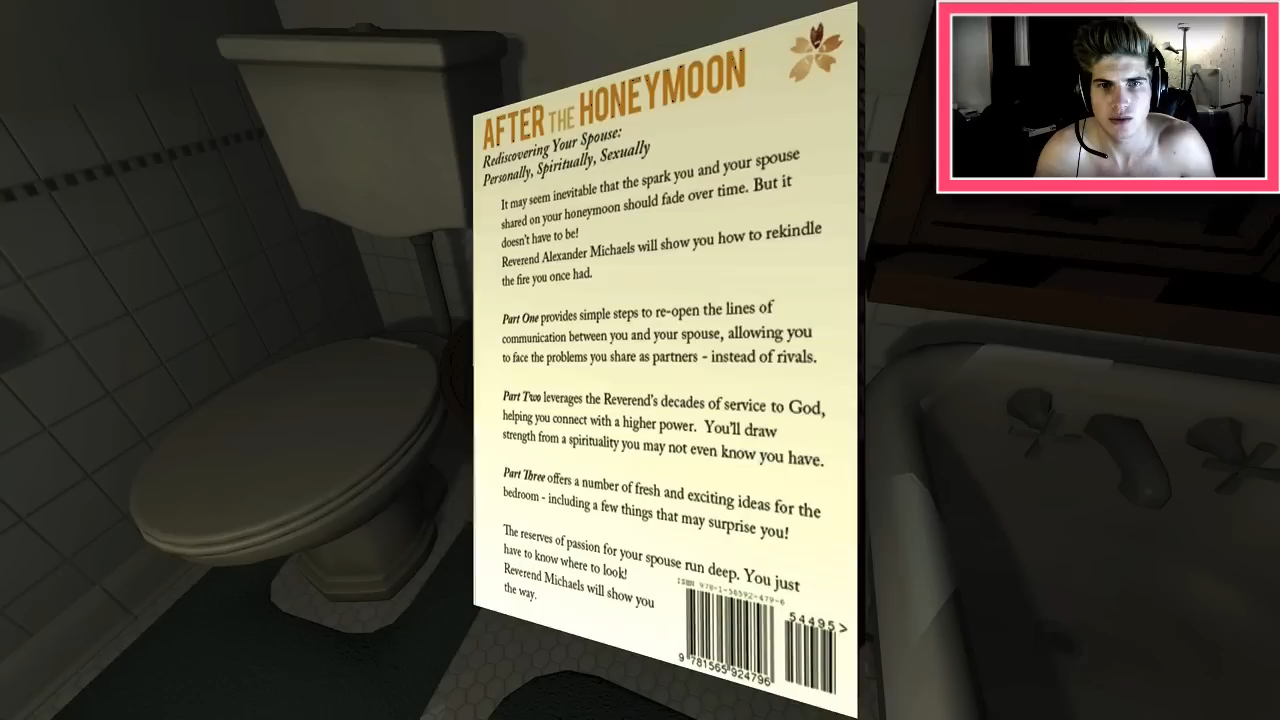 AFTER THE HONEYMOON
Rediscovering Your Spouse:
Personally, Spiritually, Sexually
It may seem inevitable that the spark you and your spouse
shared on your honeymoon should fade over time. But it
doesn't have to be!
Reverend Alexander Michaels will show you how to rekindle
the fire you once had.
Part One provides simple steps to re-open the lines of
communication between you and your spouse, allowing you
to face the problems you share as partners - instead of rivals.
Part Two leverages the Reverend's decades of service to God,
helping you connect with a higher power. You'll draw
strength from a spirituality you may not even know you have.
Part Three offers a number of fresh and exciting ideas for the
bedroom - including a few things that may surprise you!
The reserves of passion for your spouse run deep. You just
have to know where to look!
Reverend Michaels will show you
the way.
ISBN 978-1-56592-479-6
54495>
9 781565 924796